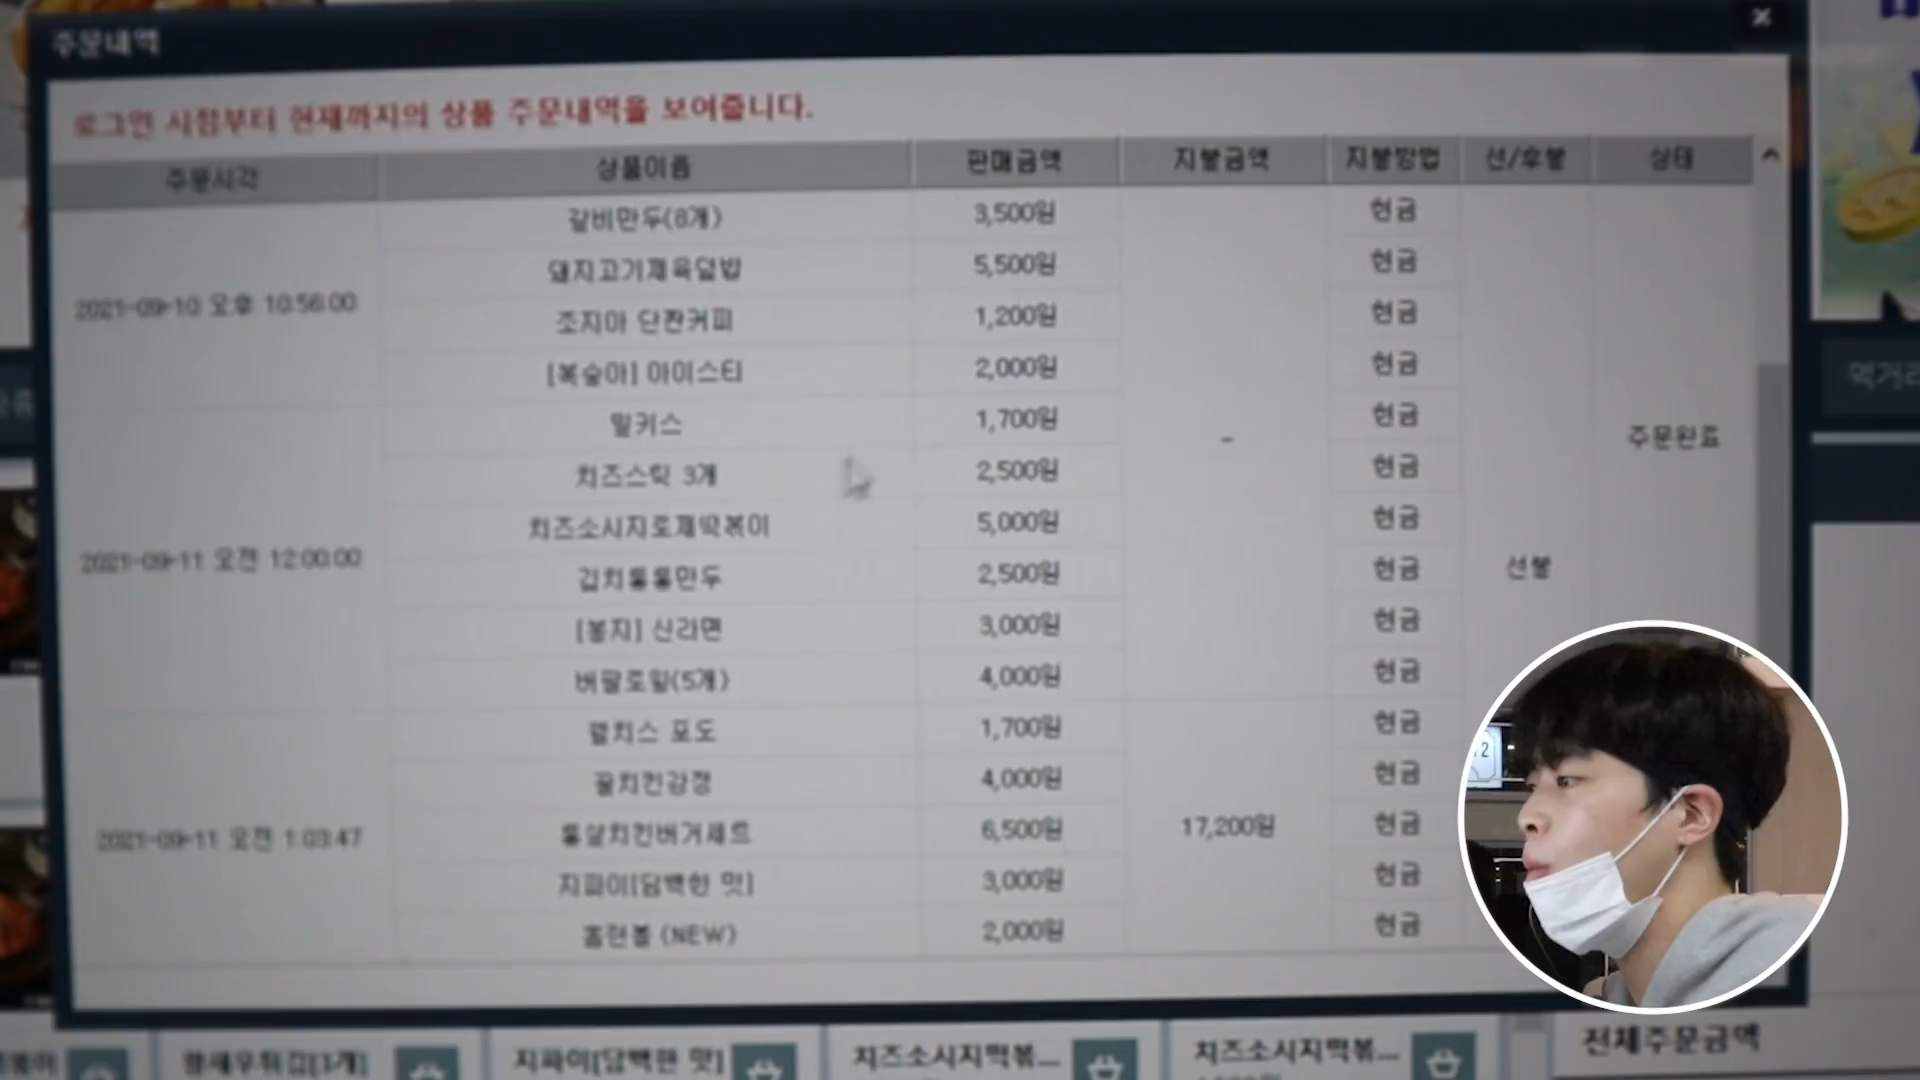 주문내역
로그인 시점부터 현재까지의 상품 주문내역을 보여줍니다.
주문시각 상품이름 판매금액 지불금액 지불방법 선/후불 상태
갈비만두(8개) 3,500원 현금
돼지고기제육덮밥 5,500원 현금
2021-09-10 오후 10:56:00
조지아 단짠커피 1,200원 현금
[복숭아] 아이스티 2,000원 현금
밀키스 1,700원 현금
- 주문완료
치즈스틱 3개 2,500원 현금
치즈소시지로제떡볶이 5,000원 현금
2021-09-11 오전 12:00:00
김치통통만두 2,500원 현금 선불
[봉지] 신라면 3,000원 현금
버팔로윙(5개) 4,000원 현금
웰치스 포도 1,700원 현금
꿀치킨강정 4,000원 현금
2021-09-11 오전 1:03:47
통살치킨버거세트 6,500원 17,200원 현금
지파이[담백한 맛] 3,000원 현금
홈런볼 (NEW) 2,000원 현금
먹거리
왕새우튀김[3개] 지파이[담백한 맛] 치즈소시지떡볶... 치즈소시지떡볶...
전체주문금액